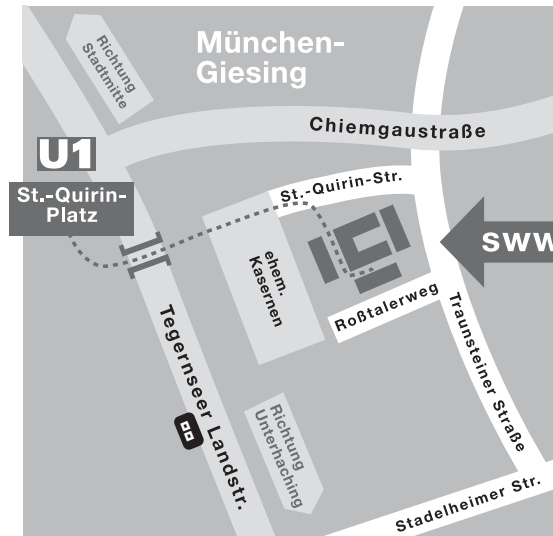 Richtung
Stadtmitte
München-
Giesing
Chiemgaustraße
U1
St.-Quirin-
Platz
St.-Quirin-Str.
SWW
ehem.
Kasernen
Roßtalerweg
Tegernseer Landstr.
Traunsteiner Straße
Richtung
Unterhaching
Stadelheimer Str.